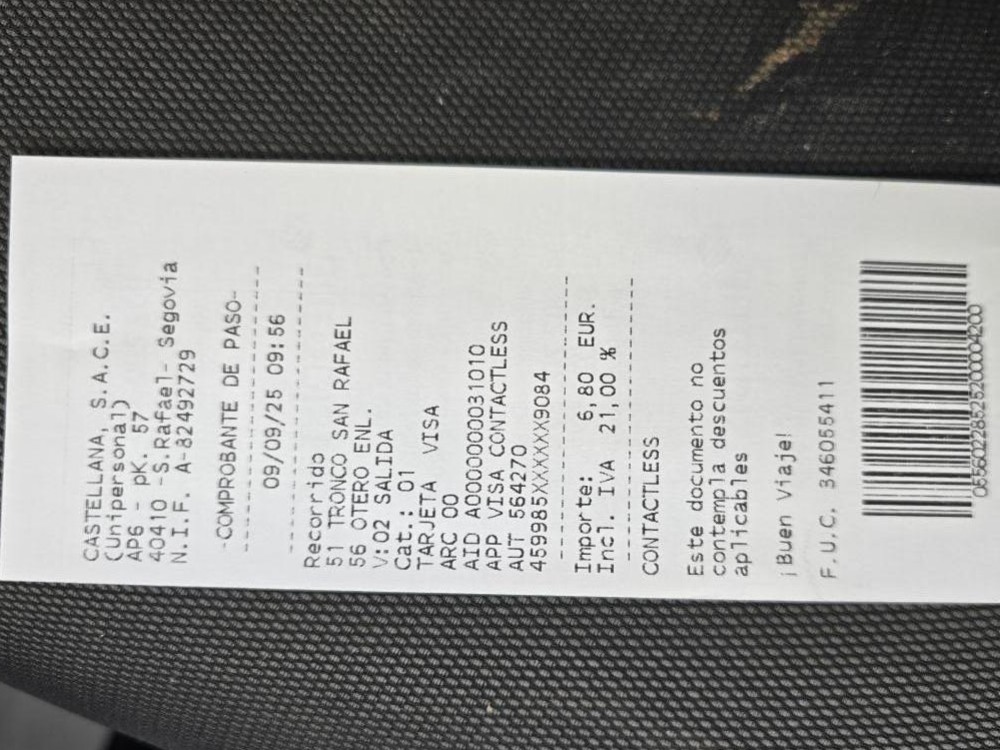 CASTELLANA, S.A.C.E.
(Unipersonal)
AP6 - pK. 57
40410 -S.Rafael- Segovia
N.I.F. A-82492729
-COMPROBANTE DE PASO-
09/09/25 09:56
Recorrido
51 TRONCO SAN RAFAEL
56 OTERO ENL.
V:02 SALIDA
Cat.: 01
TARJETA VISA
ARC 00
AID A0000000031010
APP VISA CONTACTLESS
AUT 564270
459985XXXXXX9084
Importe: 6,80 EUR.
Incl. IVA 21,00 %
CONTACTLESS
Este documento no
contempla descuentos
aplicables
¡Buen Viaje!
F.U.C. 346055411